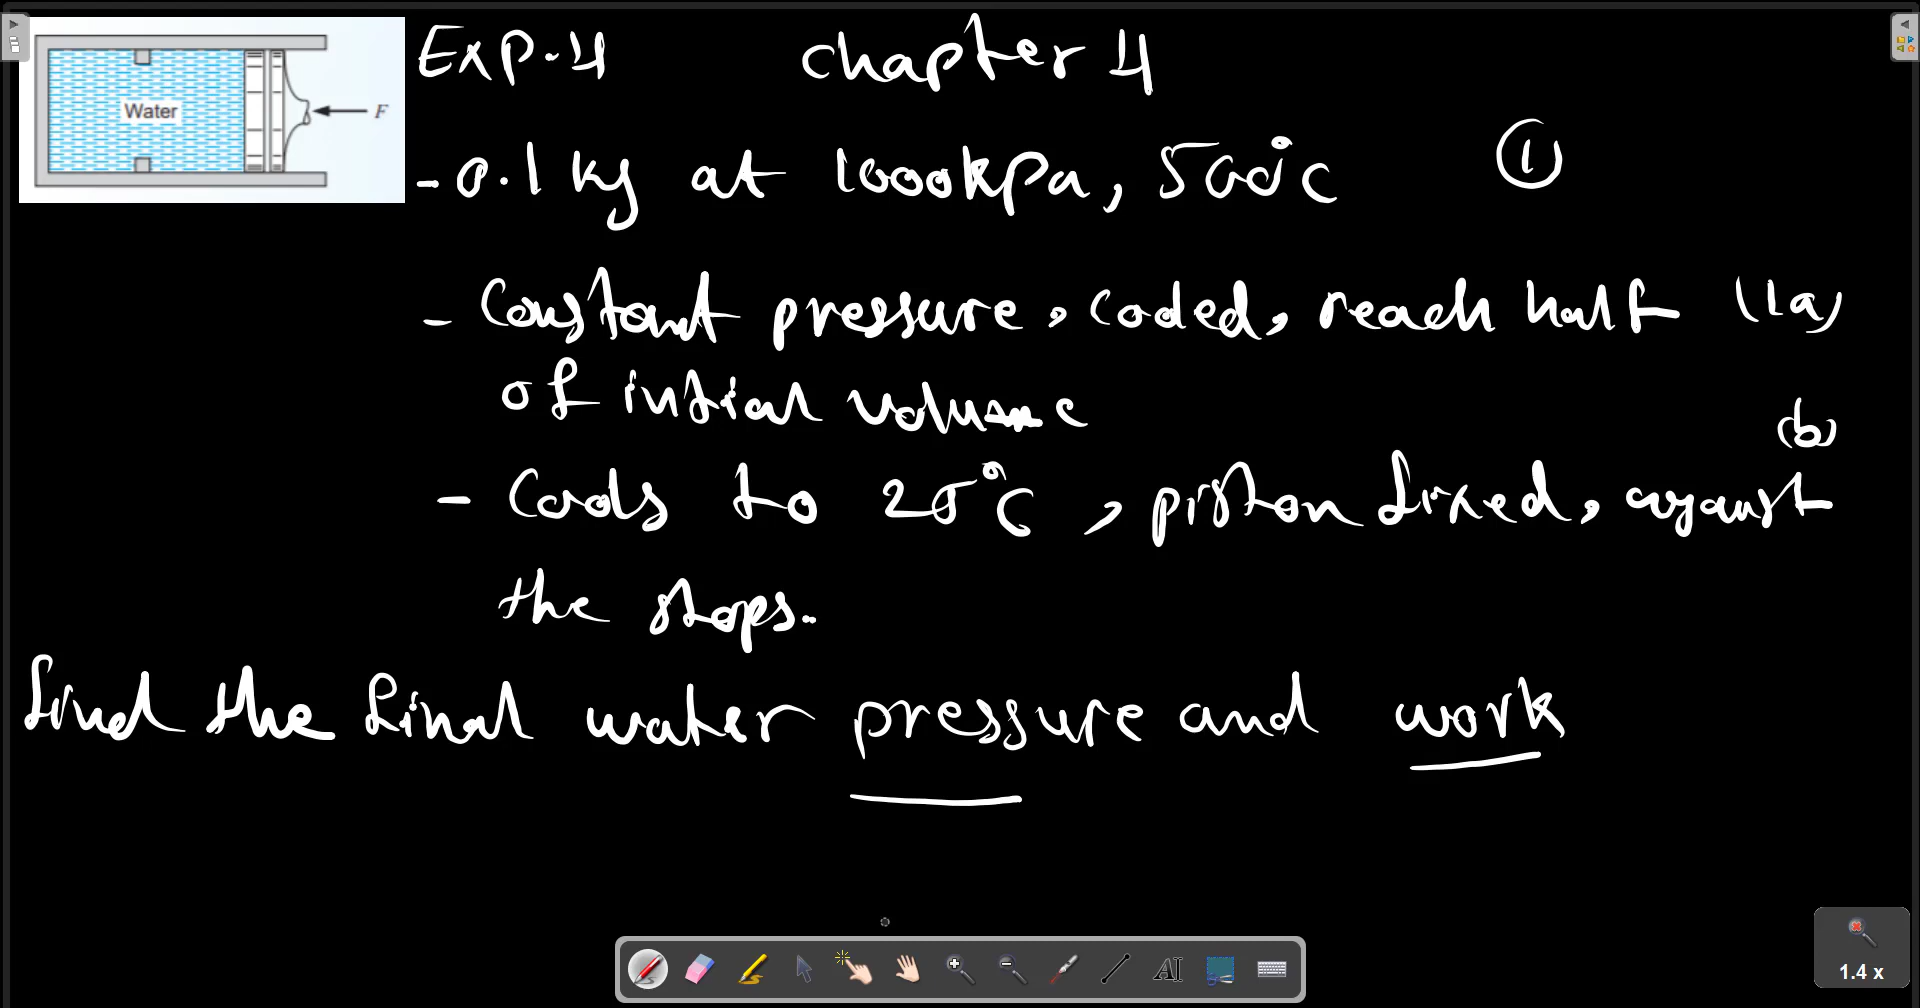 Exp.4 chapter 4
Water
F
- 0.1 kg at 1000kpa, 500°c ①
- Constant pressure, cooled, reach half (1a)
of initial volume
(b)
- Cools to 25°C, piston fixed, against
the stops.
find the final water pressure and work
AI
1.4 x